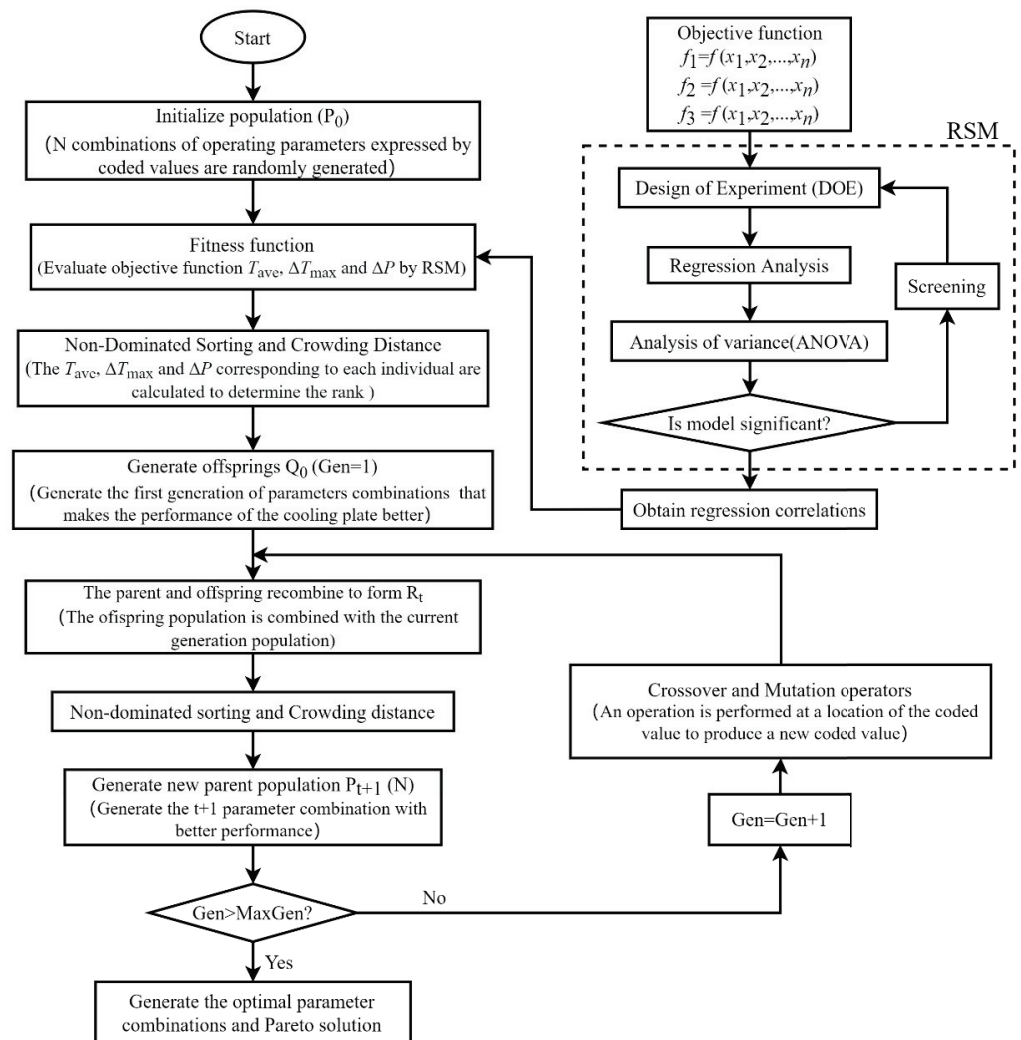 Start
Initialize population (P0)
(N combinations of operating parameters expressed by
coded values are randomly generated)
Fitness function
(Evaluate objective function Tave, ΔTmax and ΔP by RSM)
Non-Dominated Sorting and Crowding Distance
(The Tave, ΔTmax and ΔP corresponding to each individual are
calculated to determine the rank )
Generate offsprings Q0 (Gen=1)
(Generate the first generation of parameters combinations that
makes the performance of the cooling plate better)
The parent and offspring recombine to form Rt
(The ofispring population is combined with the current
generation population)
Non-dominated sorting and Crowding distance
Generate new parent population Pt+1 (N)
(Generate the t+1 parameter combination with
better performance)
Gen>MaxGen?
No
Yes
Generate the optimal parameter
combinations and Pareto solution
Objective function
f1=f (x1,x2,...,xn)
f2 =f (x1,x2,...,xn)
f3 =f (x1,x2,...,xn)
RSM
Design of Experiment (DOE)
Regression Analysis
Screening
Analysis of variance(ANOVA)
Is model significant?
Obtain regression correlations
Crossover and Mutation operators
(An operation is performed at a location of the coded
value to produce a new coded value)
Gen=Gen+1